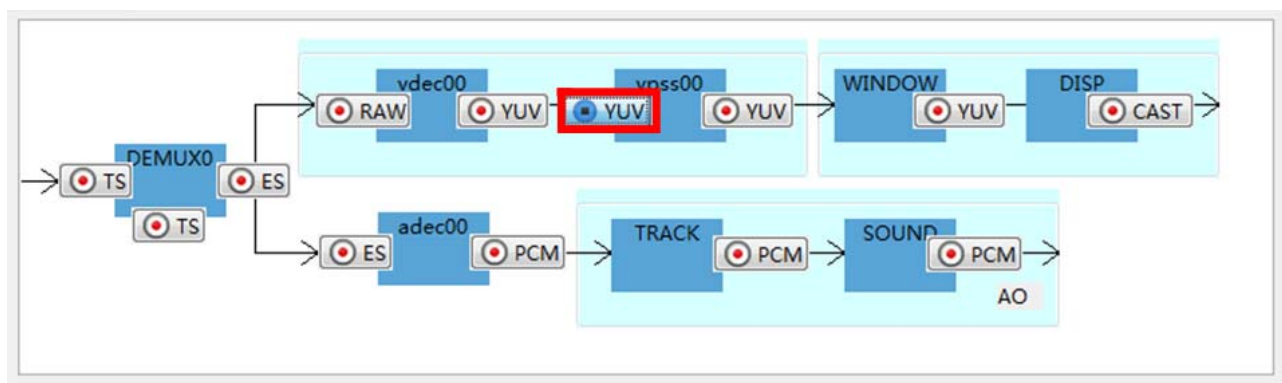 vdec00
RAW
YUV
vpss00
YUV
YUV
WINDOW
YUV
DISP
CAST
DEMUX0
TS
ES
TS
adec00
ES
PCM
TRACK
PCM
SOUND
PCM
AO